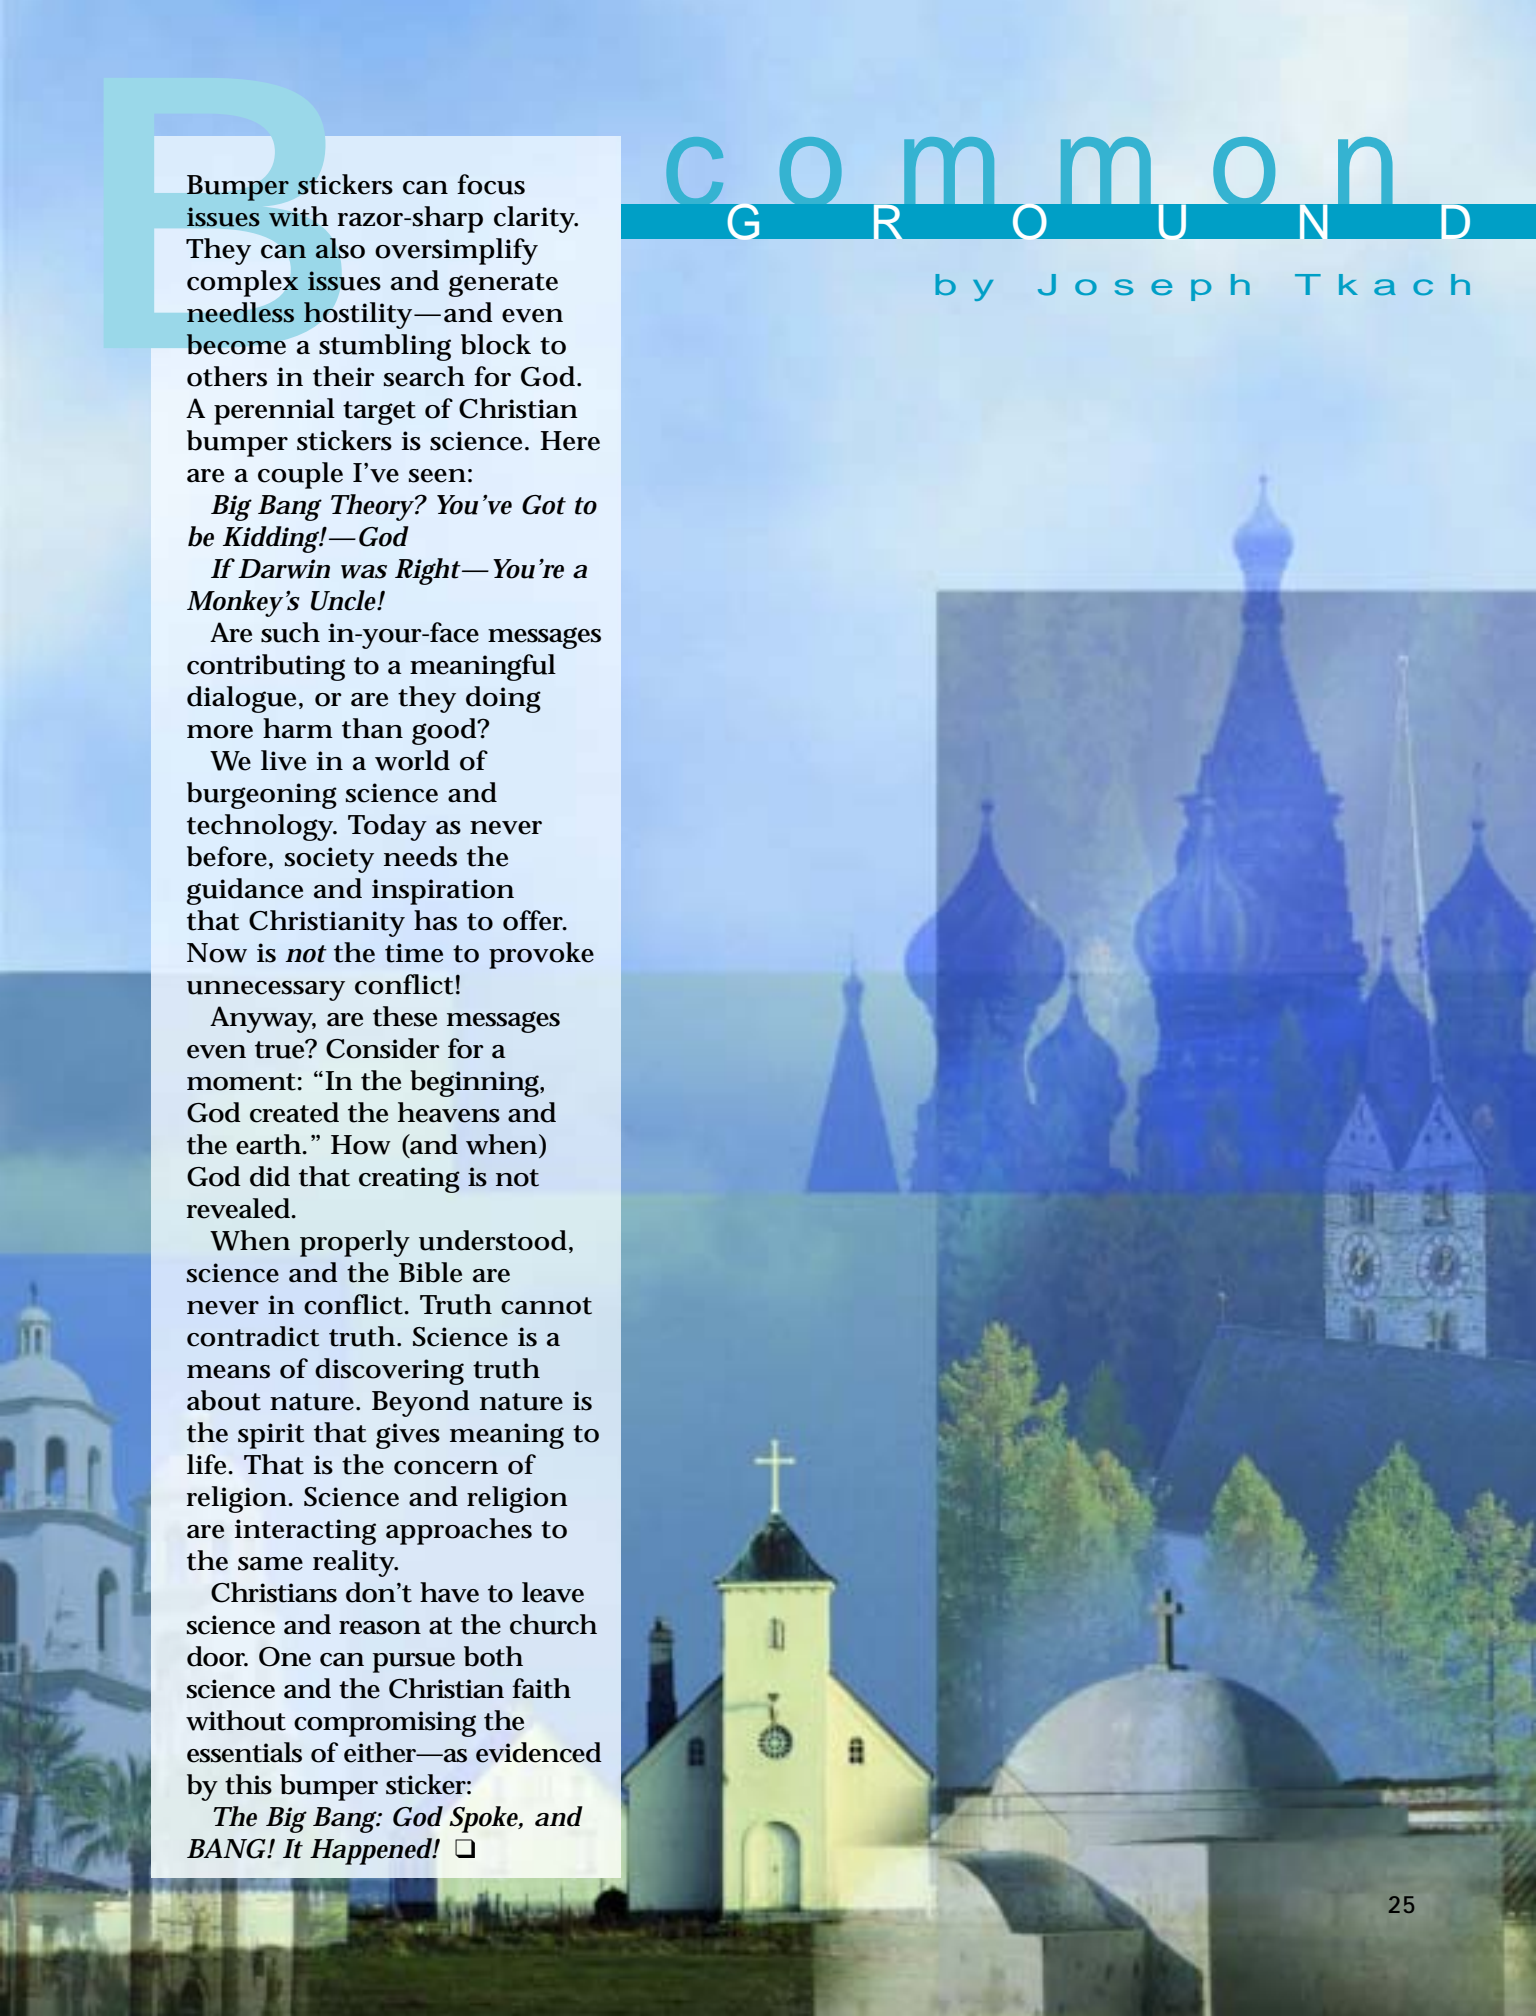 common
GROUND
by Joseph Tkach
B
Bumper stickers can focus
issues with razor-sharp clarity.
They can also oversimplify
complex issues and generate
needless hostility—and even
become a stumbling block to
others in their search for God.
A perennial target of Christian
bumper stickers is science. Here
are a couple I’ve seen:
Big Bang Theory? You’ve Got to
be Kidding!—God
If Darwin was Right—You're a
Monkey's Uncle!
Are such in-your-face messages
contributing to a meaningful
dialogue, or are they doing
more harm than good?
We live in a world of
burgeoning science and
technology. Today as never
before, society needs the
guidance and inspiration
that Christianity has to offer.
Now is not the time to provoke
unnecessary conflict!
Anyway, are these messages
even true? Consider for a
moment: “In the beginning,
God created the heavens and
the earth.” How (and when)
God did that creating is not
revealed.
When properly understood,
science and the Bible are
never in conflict. Truth cannot
contradict truth. Science is a
means of discovering truth
about nature. Beyond nature is
the spirit that gives meaning to
life. That is the concern of
religion. Science and religion
are interacting approaches to
the same reality.
Christians don’t have to leave
science and reason at the church
door. One can pursue both
science and the Christian faith
without compromising the
essentials of either—as evidenced
by this bumper sticker:
The Big Bang: God Spoke, and
BANG! It Happened! ❑
25